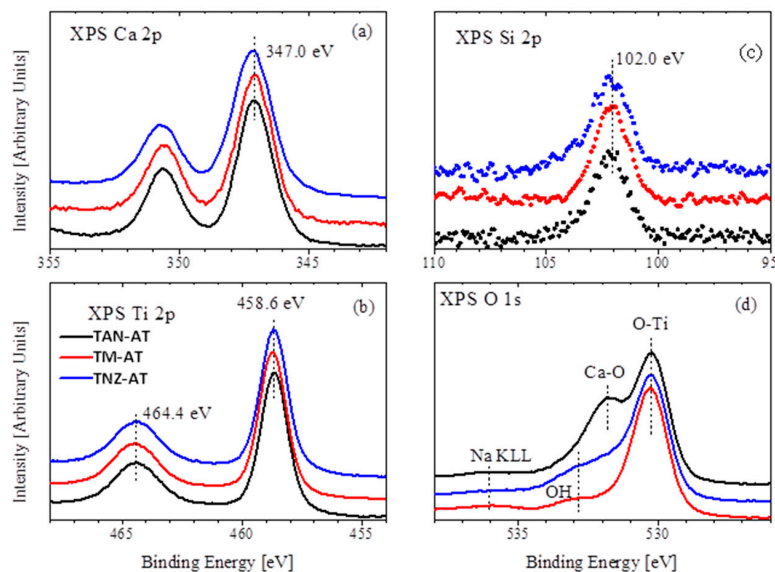 XPS Ca 2p
(a)
347.0 eV
Intensity [Arbitrary Units]
355 350 345
XPS Si 2p
(c)
102.0 eV
110 105 100 95
XPS Ti 2p
458.6 eV
(b)
TAN-AT
TM-AT
TNZ-AT
464.4 eV
Intensity [Arbitrary Units]
465 460 455
Binding Energy [eV]
XPS O 1s
(d)
O-Ti
Ca-O
Na KLL
OH
535 530
Binding Energy [eV]